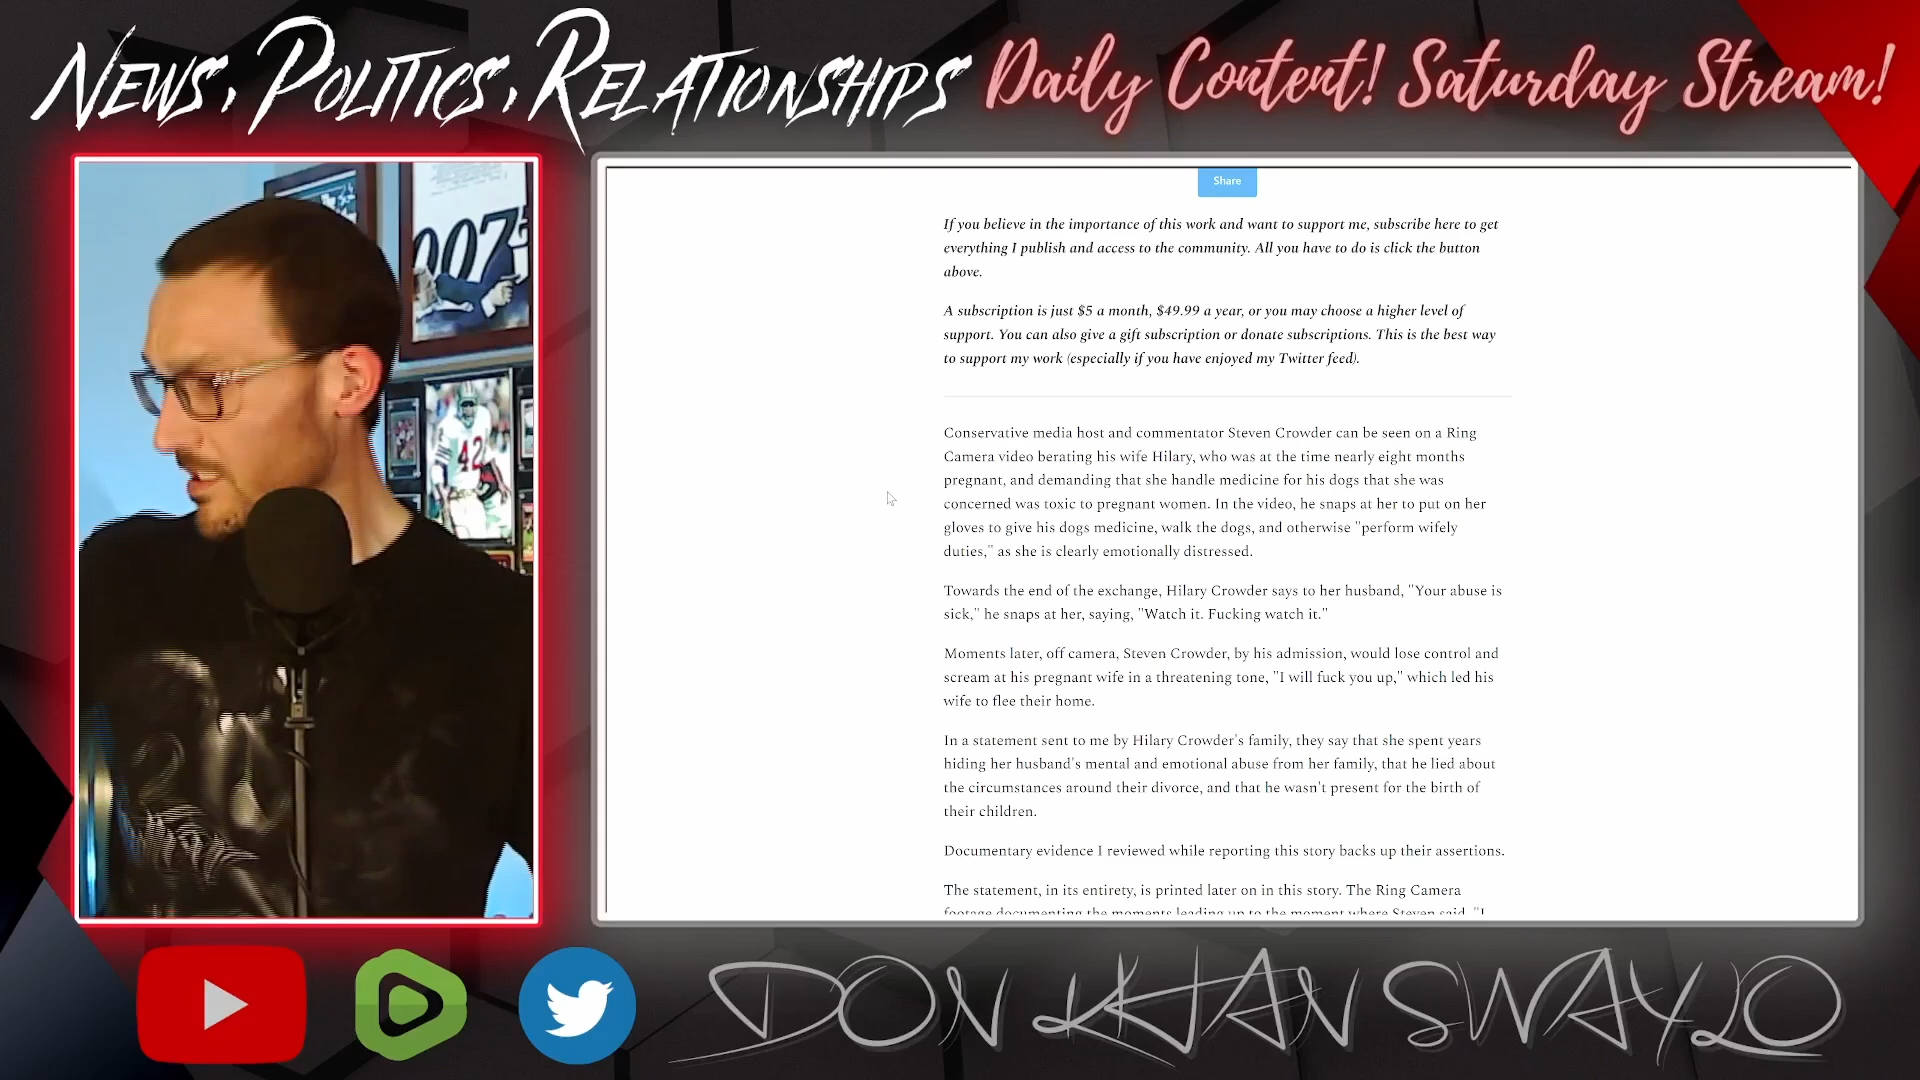 NEWS, POLITICS, RELATIONSHIPS Daily Content! Saturday Stream!
007
42
Share
If you believe in the importance of this work and want to support me, subscribe here to get
everything I publish and access to the community. All you have to do is click the button
above.
A subscription is just $5 a month, $49.99 a year, or you may choose a higher level of
support. You can also give a gift subscription or donate subscriptions. This is the best way
to support my work (especially if you have enjoyed my Twitter feed).
Conservative media host and commentator Steven Crowder can be seen on a Ring
Camera video berating his wife Hilary, who was at the time nearly eight months
pregnant, and demanding that she handle medicine for his dogs that she was
concerned was toxic to pregnant women. In the video, he snaps at her to put on her
gloves to give his dogs medicine, walk the dogs, and otherwise "perform wifely
duties," as she is clearly emotionally distressed.
Towards the end of the exchange, Hilary Crowder says to her husband, "Your abuse is
sick," he snaps at her, saying, "Watch it. Fucking watch it."
Moments later, off camera, Steven Crowder, by his admission, would lose control and
scream at his pregnant wife in a threatening tone, "I will fuck you up," which led his
wife to flee their home.
In a statement sent to me by Hilary Crowder's family, they say that she spent years
hiding her husband's mental and emotional abuse from her family, that he lied about
the circumstances around their divorce, and that he wasn't present for the birth of
their children.
Documentary evidence I reviewed while reporting this story backs up their assertions.
The statement, in its entirety, is printed later on in this story. The Ring Camera
footage documenting the moments leading up to the moment where Steven said, "I
DON KHAN SWAYLO